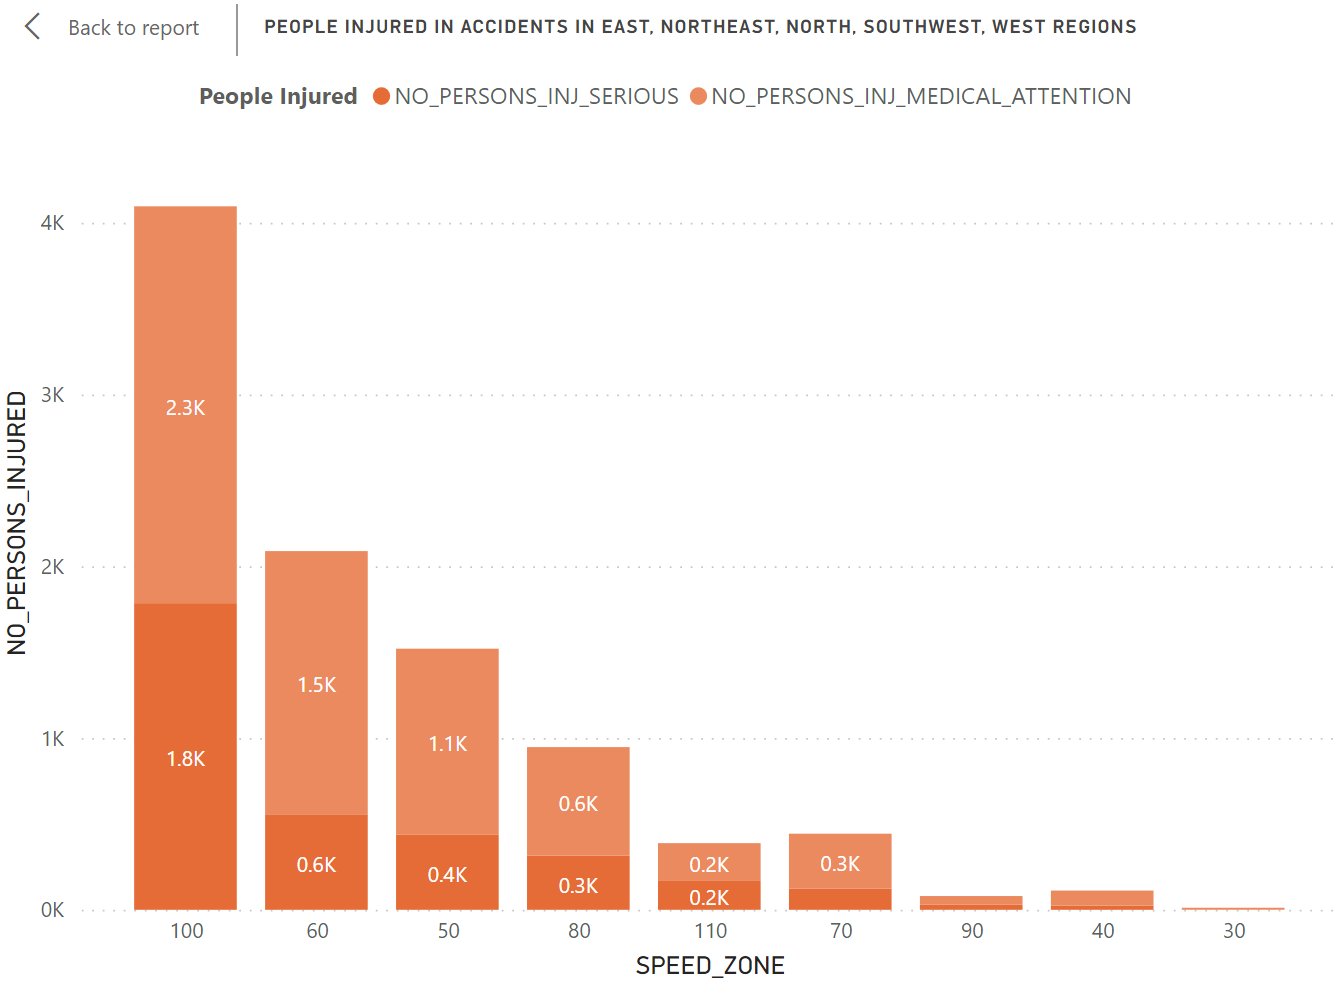 Back to report
PEOPLE INJURED IN ACCIDENTS IN EAST, NORTHEAST, NORTH, SOUTHWEST, WEST REGIONS
People Injured NO_PERSONS_INJ_SERIOUS NO_PERSONS_INJ_MEDICAL_ATTENTION
NO_PERSONS_INJURED
4K
3K
2K
1K
0K
2.3K
1.8K
1.5K
0.6K
1.1K
0.4K
0.6K
0.3K
0.2K
0.2K
0.3K
100 60 50 80 110 70 90 40 30
SPEED_ZONE